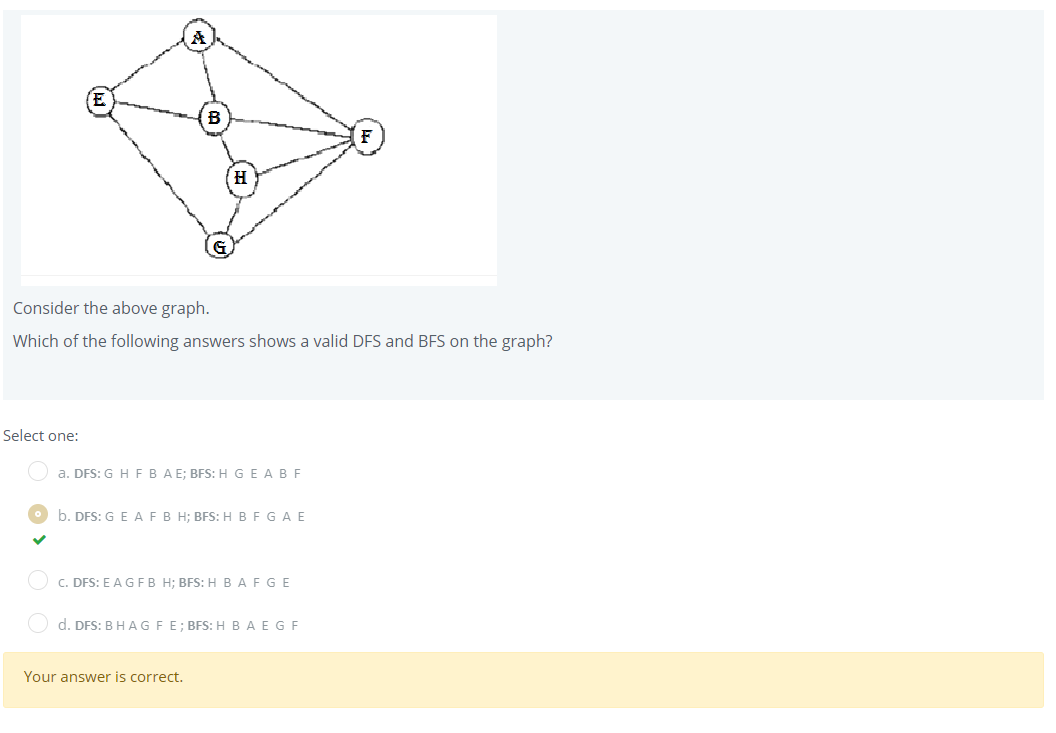 A
E
B
F
H
G
Consider the above graph.
Which of the following answers shows a valid DFS and BFS on the graph?
Select one:
a. DFS: G H F B A E; BFS: H G E A B F
b. DFS: G E A F B H; BFS: H B F G A E
c. DFS: E A G F B H; BFS: H B A F G E
d. DFS: B H A G F E; BFS: H B A E G F
Your answer is correct.